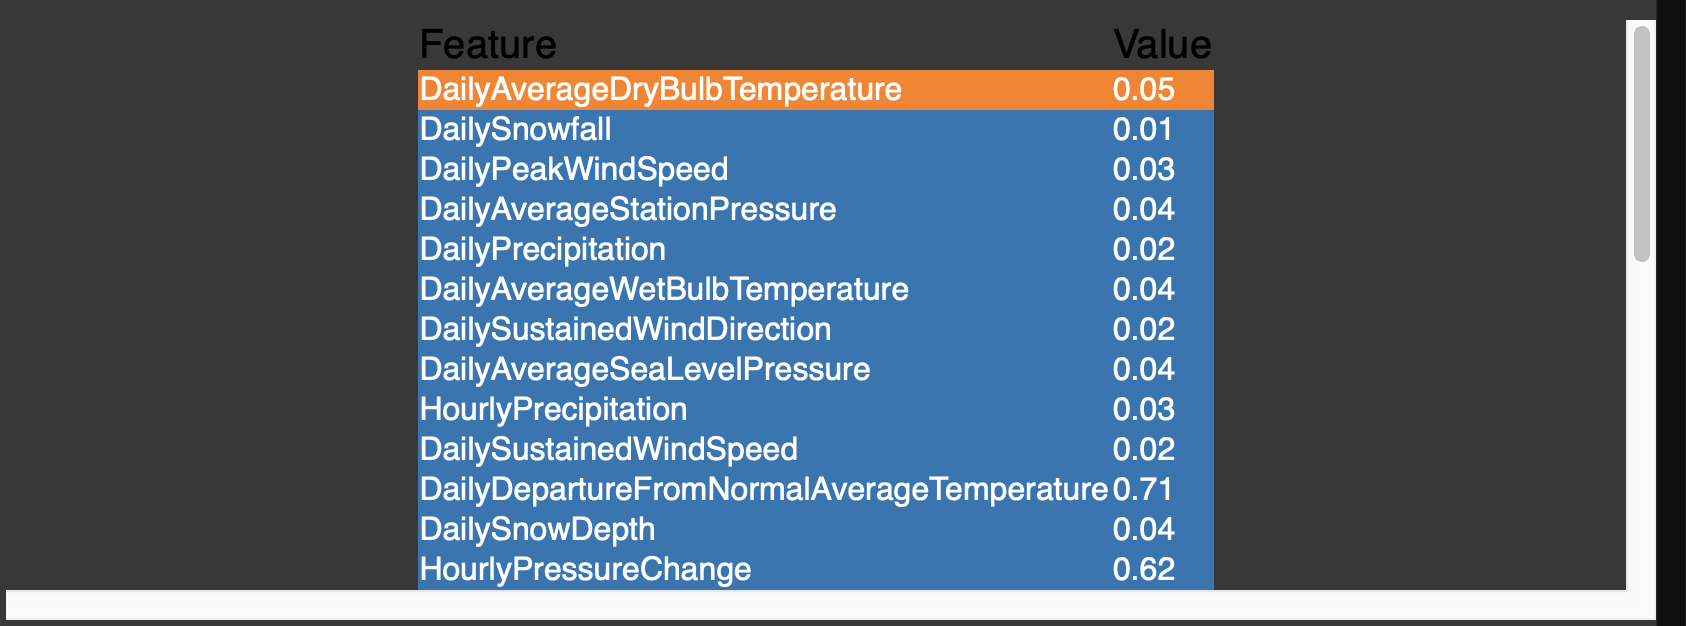 Feature Value
DailyAverageDryBulbTemperature 0.05
DailySnowfall 0.01
DailyPeakWindSpeed 0.03
DailyAverageStationPressure 0.04
DailyPrecipitation 0.02
DailyAverageWetBulbTemperature 0.04
DailySustainedWindDirection 0.02
DailyAverageSeaLevelPressure 0.04
HourlyPrecipitation 0.03
DailySustainedWindSpeed 0.02
DailyDepartureFromNormalAverageTemperature 0.71
DailySnowDepth 0.04
HourlyPressureChange 0.62